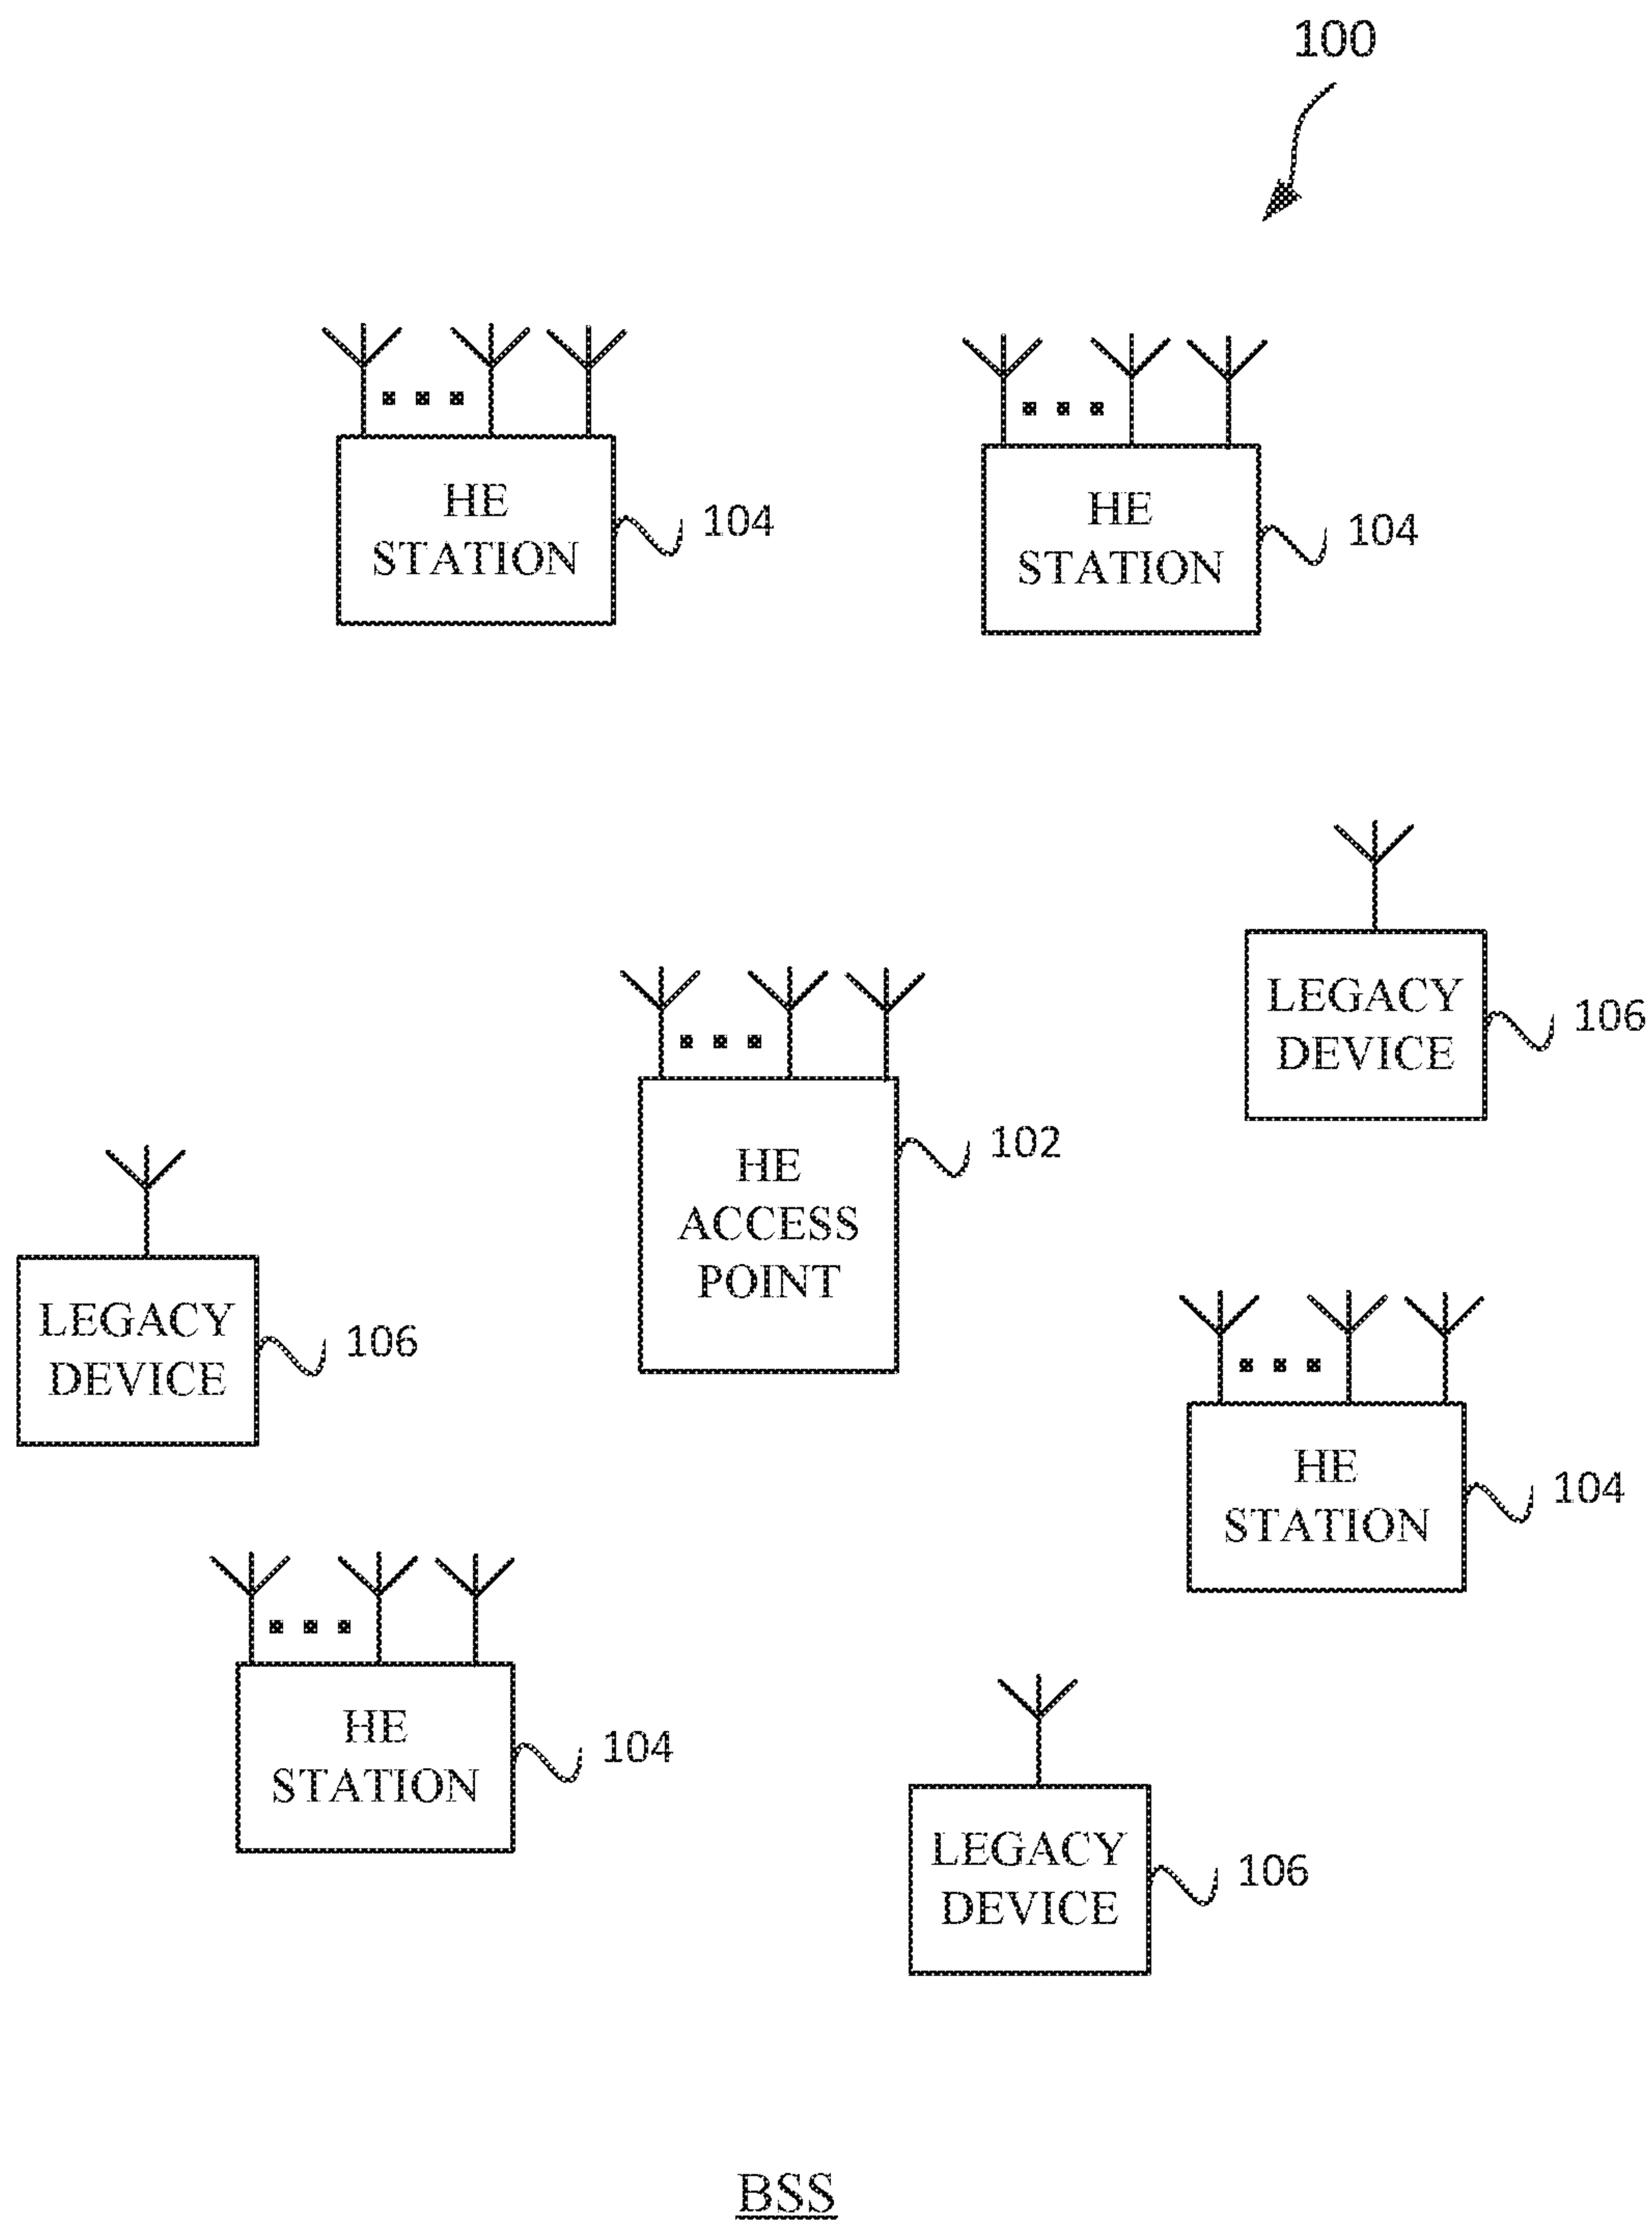 100
HE
STATION
104
HE
STATION
104
LEGACY
DEVICE
106
HE
ACCESS
POINT
102
LEGACY
DEVICE
106
HE
STATION
104
HE
STATION
104
LEGACY
DEVICE
106
BSS